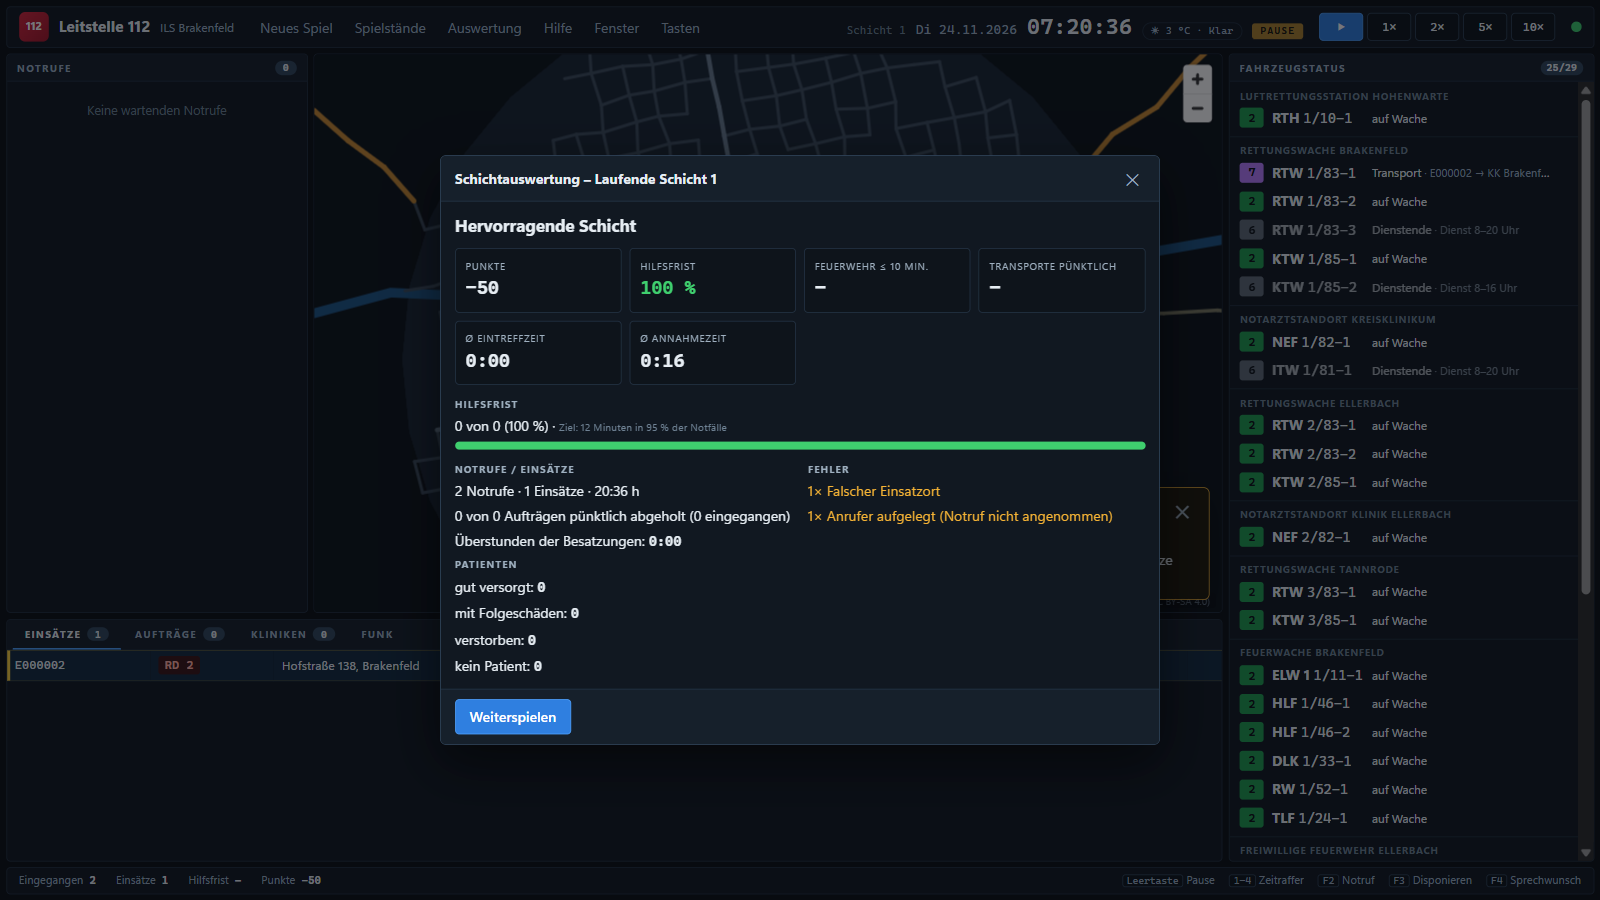 112 Leitstelle 112 ILS Brakenfeld Neues Spiel Spielstände Auswertung Hilfe Fenster Tasten Schicht 1 Di 24.11.2026 07:20:36 ☀ 3 °C · Klar PAUSE 1× 2× 5× 10×
NOTRUFE 0
Keine wartenden Notrufe
+
−
Schichtauswertung – Laufende Schicht 1
Hervorragende Schicht
PUNKTE
−50
HILFSFRIST
100 %
FEUERWEHR ≤ 10 MIN.
–
TRANSPORTE PÜNKTLICH
–
Ø EINTREFFZEIT
0:00
Ø ANNAHMEZEIT
0:16
HILFSFRIST
0 von 0 (100 %) · Ziel: 12 Minuten in 95 % der Notfälle
NOTRUFE / EINSÄTZE
2 Notrufe · 1 Einsätze · 20:36 h
0 von 0 Aufträgen pünktlich abgeholt (0 eingegangen)
Überstunden der Besatzungen: 0:00
FEHLER
1× Falscher Einsatzort
1× Anrufer aufgelegt (Notruf nicht angenommen)
PATIENTEN
gut versorgt: 0
mit Folgeschäden: 0
verstorben: 0
kein Patient: 0
Weiterspielen
ze
BY-SA 4.0)
EINSÄTZE 1 AUFTRÄGE 0 KLINIKEN 0 FUNK
E000002 RD 2 Hofstraße 138, Brakenfeld
FAHRZEUGSTATUS 25/29
LUFTRETTUNGSSTATION HOHENWARTE
2 RTH 1/10–1 auf Wache
RETTUNGSWACHE BRAKENFELD
7 RTW 1/83–1 Transport · E000002 → KK Brakenf…
2 RTW 1/83–2 auf Wache
6 RTW 1/83–3 Dienstende · Dienst 8–20 Uhr
2 KTW 1/85–1 auf Wache
6 KTW 1/85–2 Dienstende · Dienst 8–16 Uhr
NOTARZTSTANDORT KREISKLINIKUM
2 NEF 1/82–1 auf Wache
6 ITW 1/81–1 Dienstende · Dienst 8–20 Uhr
RETTUNGSWACHE ELLERBACH
2 RTW 2/83–1 auf Wache
2 RTW 2/83–2 auf Wache
2 KTW 2/85–1 auf Wache
NOTARZTSTANDORT KLINIK ELLERBACH
2 NEF 2/82–1 auf Wache
RETTUNGSWACHE TANNRODE
2 RTW 3/83–1 auf Wache
2 KTW 3/85–1 auf Wache
FEUERWACHE BRAKENFELD
2 ELW 1 1/11–1 auf Wache
2 HLF 1/46–1 auf Wache
2 HLF 1/46–2 auf Wache
2 DLK 1/33–1 auf Wache
2 RW 1/52–1 auf Wache
2 TLF 1/24–1 auf Wache
FREIWILLIGE FEUERWEHR ELLERBACH
Eingegangen 2 Einsätze 1 Hilfsfrist – Punkte −50 Leertaste Pause 1–4 Zeitraffer F2 Notruf F3 Disponieren F4 Sprechwunsch